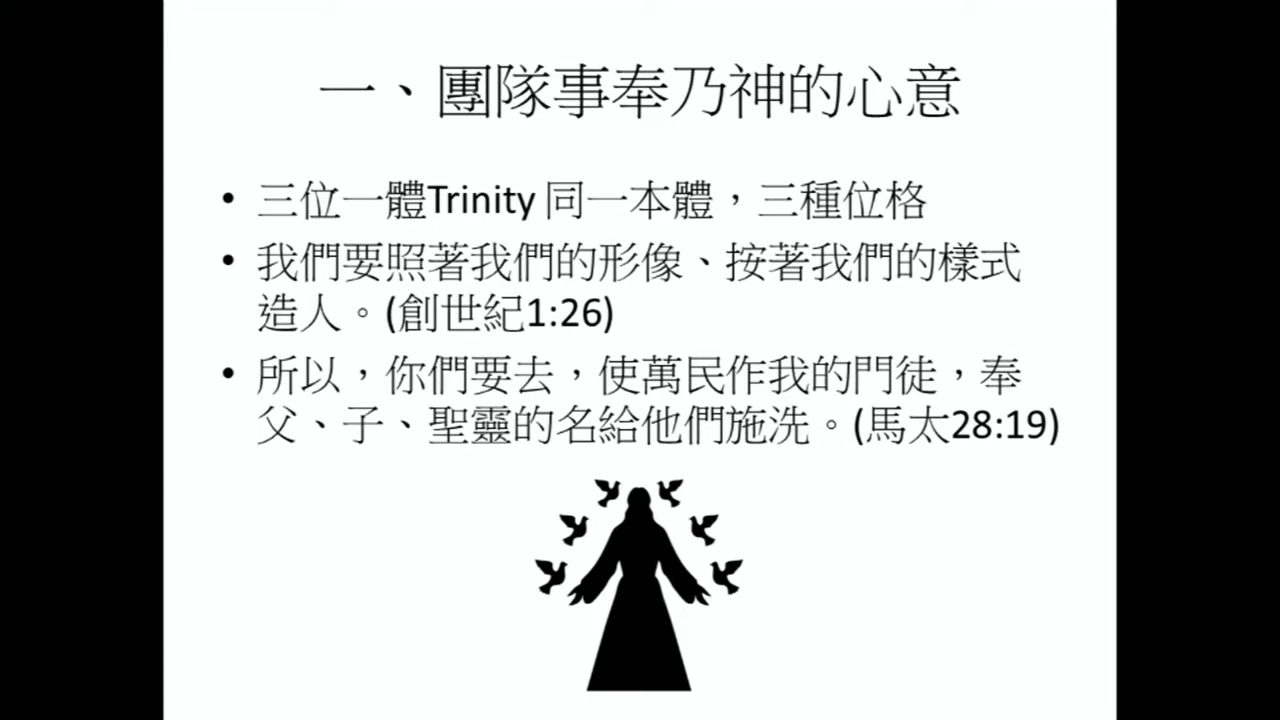 一、團隊事奉乃神的心意
• 三位一體Trinity 同一本體，三種位格
• 我們要照著我們的形像、按著我們的樣式
造人。(創世紀1:26)
• 所以，你們要去，使萬民作我的門徒，奉
父、子、聖靈的名給他們施洗。(馬太28:19)